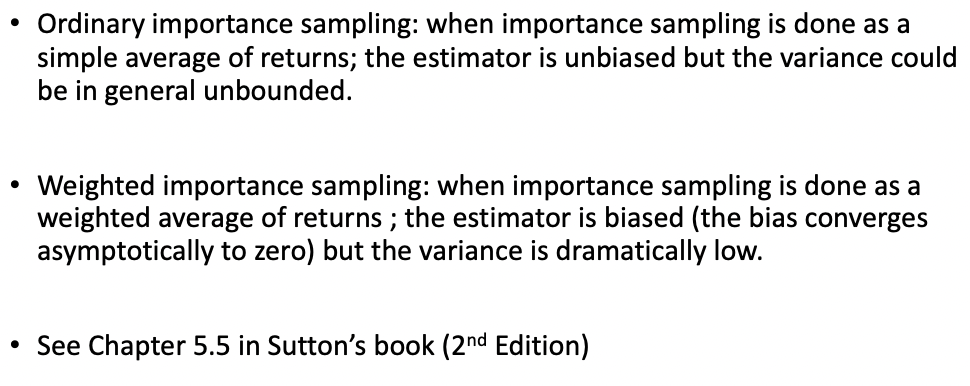 • Ordinary importance sampling: when importance sampling is done as a
simple average of returns; the estimator is unbiased but the variance could
be in general unbounded.
• Weighted importance sampling: when importance sampling is done as a
weighted average of returns ; the estimator is biased (the bias converges
asymptotically to zero) but the variance is dramatically low.
• See Chapter 5.5 in Sutton’s book (2nd Edition)